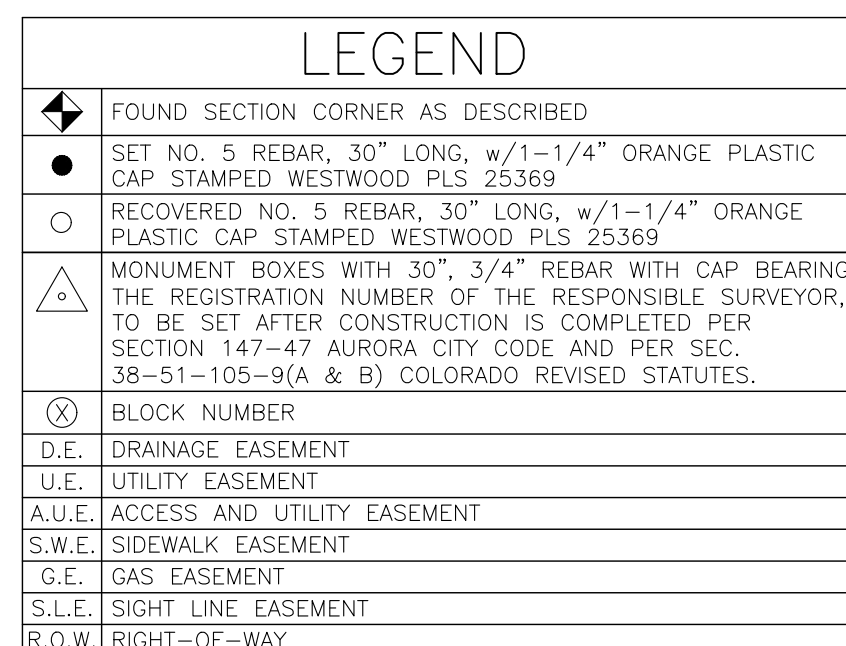 LEGEND
FOUND SECTION CORNER AS DESCRIBED
SET NO. 5 REBAR, 30" LONG, w/1-1/4" ORANGE PLASTIC
CAP STAMPED WESTWOOD PLS 25369
RECOVERED NO. 5 REBAR, 30" LONG, w/1-1/4" ORANGE
PLASTIC CAP STAMPED WESTWOOD PLS 25369
MONUMENT BOXES WITH 30", 3/4" REBAR WITH CAP BEARING
THE REGISTRATION NUMBER OF THE RESPONSIBLE SURVEYOR,
TO BE SET AFTER CONSTRUCTION IS COMPLETED PER
SECTION 147-47 AURORA CITY CODE AND PER SEC.
38-51-105-9(A & B) COLORADO REVISED STATUTES.
X BLOCK NUMBER
D.E. DRAINAGE EASEMENT
U.E. UTILITY EASEMENT
A.U.E. ACCESS AND UTILITY EASEMENT
S.W.E. SIDEWALK EASEMENT
G.E. GAS EASEMENT
S.L.E. SIGHT LINE EASEMENT
R.O.W. RIGHT-OF-WAY